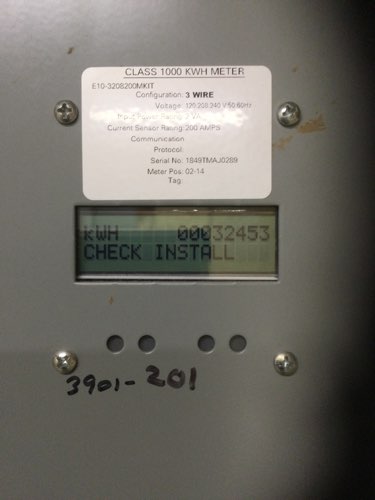 CLASS 1000 KWH METER
E10-3208200MKIT
Configuration: 3 WIRE
Voltage: 120/208-240 V 50/60Hz
Input Power Rating: 3 VA
Current Sensor Rating: 200 AMPS
Communication
Protocol:
Serial No: 1849TMAJ0289
Meter Pos: 02-14
Tag:
kWH 00032453
CHECK INSTALL
3901-201